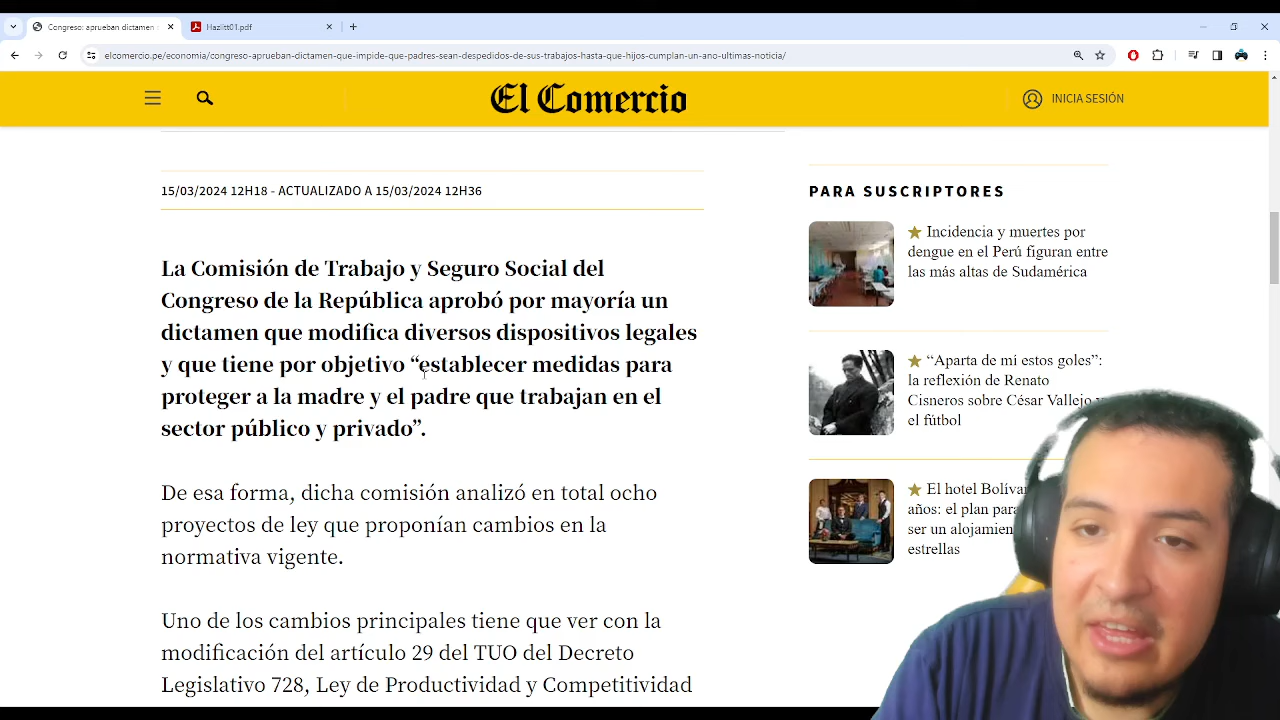 Congreso: aprueban dictamen
Hazlitt01.pdf
elcomercio.pe/economia/congreso-aprueban-dictamen-que-impide-que-padres-sean-despedidos-de-sus-trabajos-hasta-que-hijos-cumplan-un-ano-ultimas-noticia/
El Comercio
INICIA SESIÓN
15/03/2024 12H18 - ACTUALIZADO A 15/03/2024 12H36
La Comisión de Trabajo y Seguro Social del
Congreso de la República aprobó por mayoría un
dictamen que modifica diversos dispositivos legales
y que tiene por objetivo “establecer medidas para
proteger a la madre y el padre que trabajan en el
sector público y privado”.
De esa forma, dicha comisión analizó en total ocho
proyectos de ley que proponían cambios en la
normativa vigente.
Uno de los cambios principales tiene que ver con la
modificación del artículo 29 del TUO del Decreto
Legislativo 728, Ley de Productividad y Competitividad
PARA SUSCRIPTORES
Incidencia y muertes por
dengue en el Perú figuran entre
las más altas de Sudamérica
“Aparta de mí estos goles”:
la reflexión de Renato
Cisneros sobre César Vallejo y
el fútbol
El hotel Bolívar
años: el plan para
ser un alojamien
estrellas